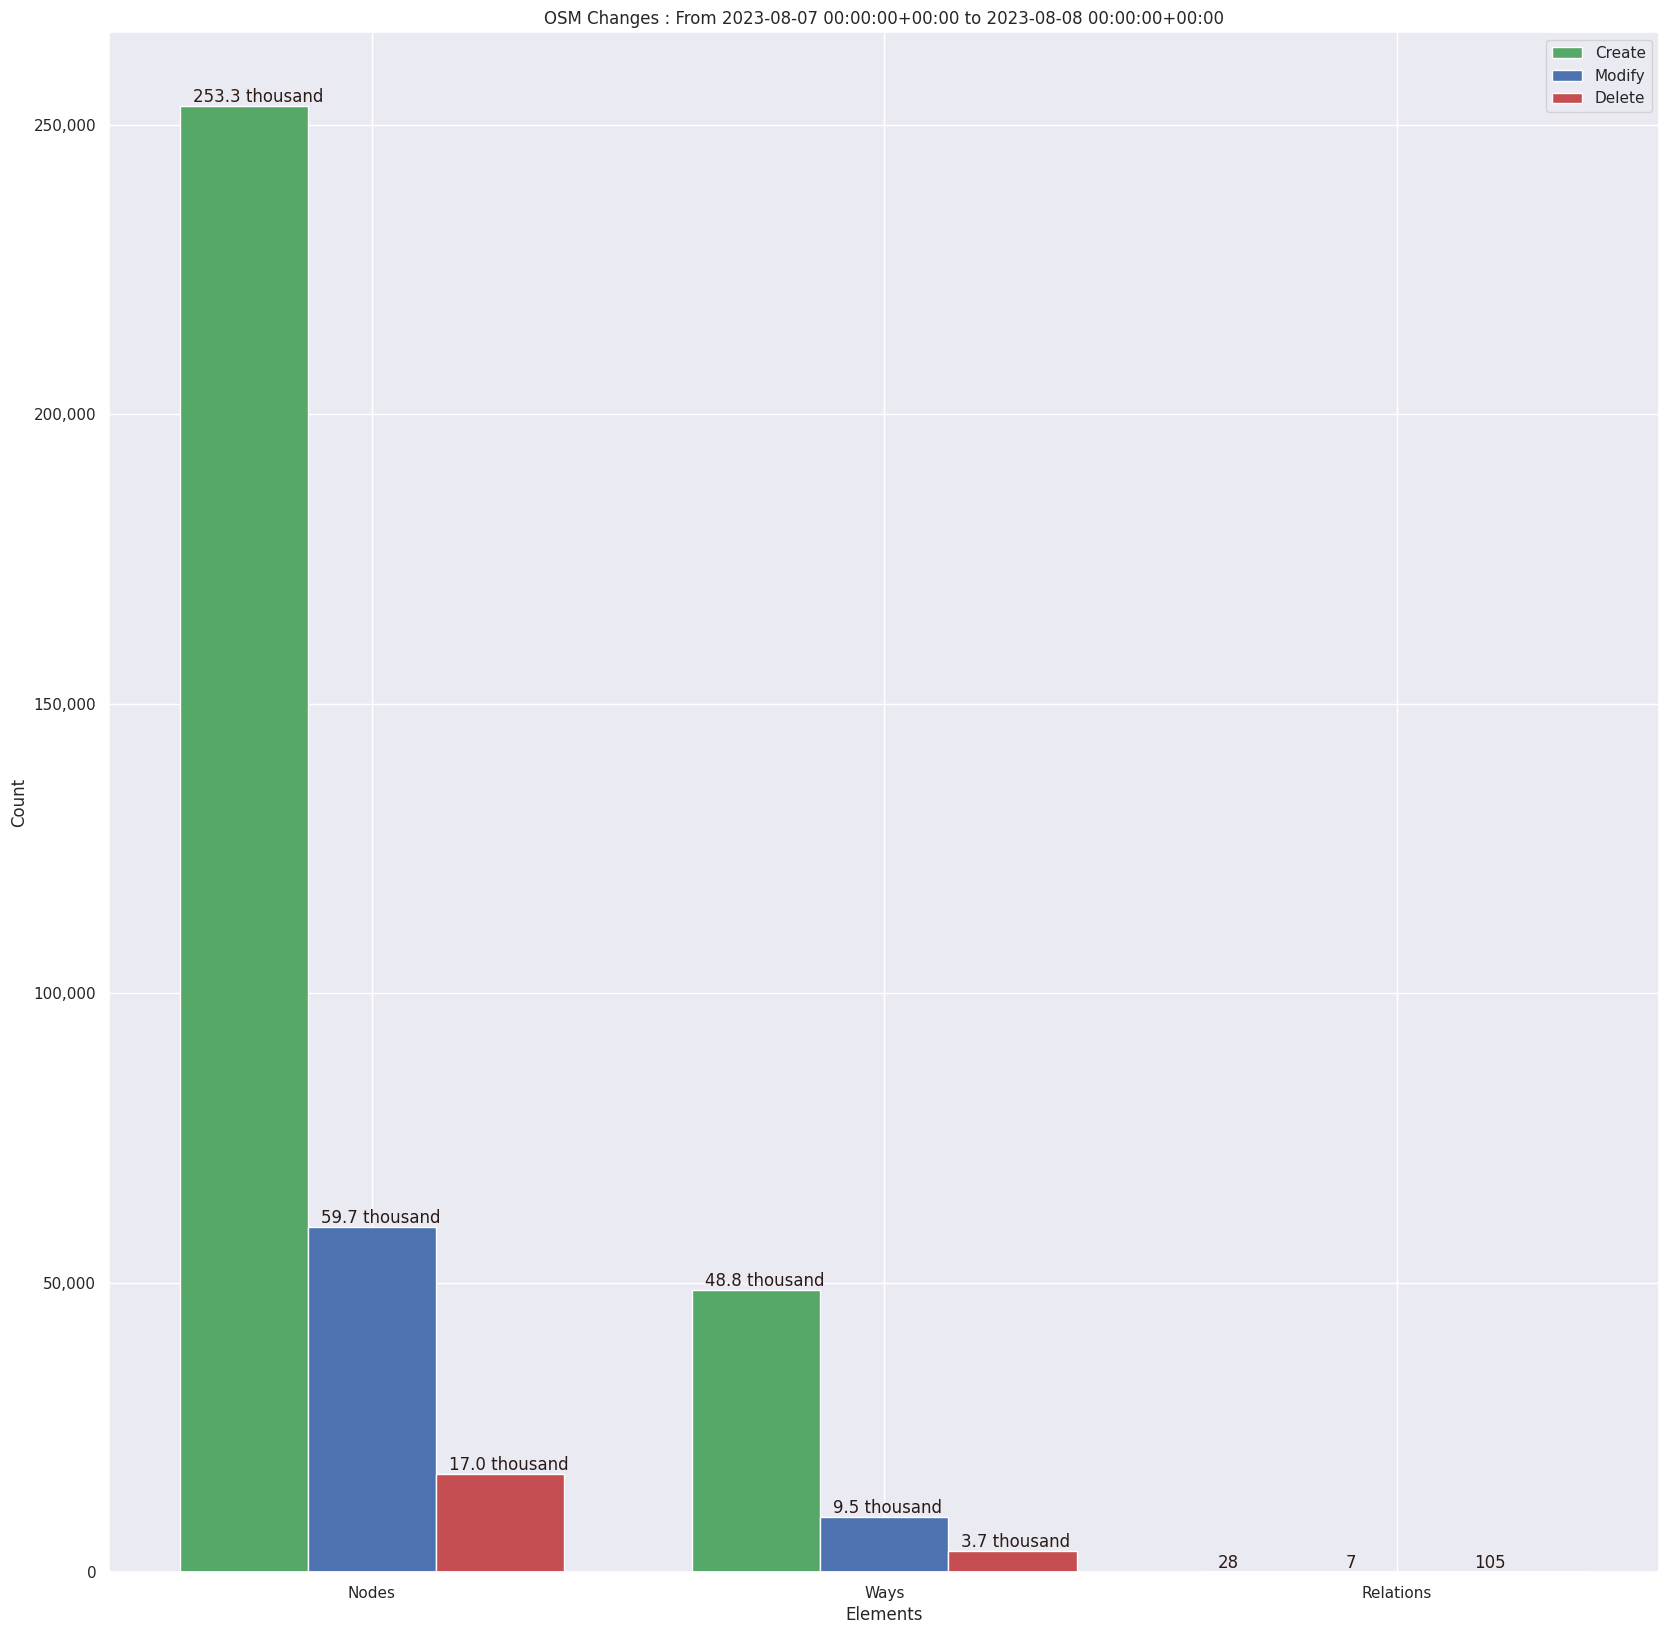 OSM Changes : From 2023-08-07 00:00:00+00:00 to 2023-08-08 00:00:00+00:00
Create
Modify
Delete
253.3 thousand
250,000
200,000
150,000
Count
100,000
59.7 thousand
48.8 thousand
50,000
17.0 thousand
9.5 thousand
3.7 thousand
28
7
105
0
Nodes
Ways
Relations
Elements